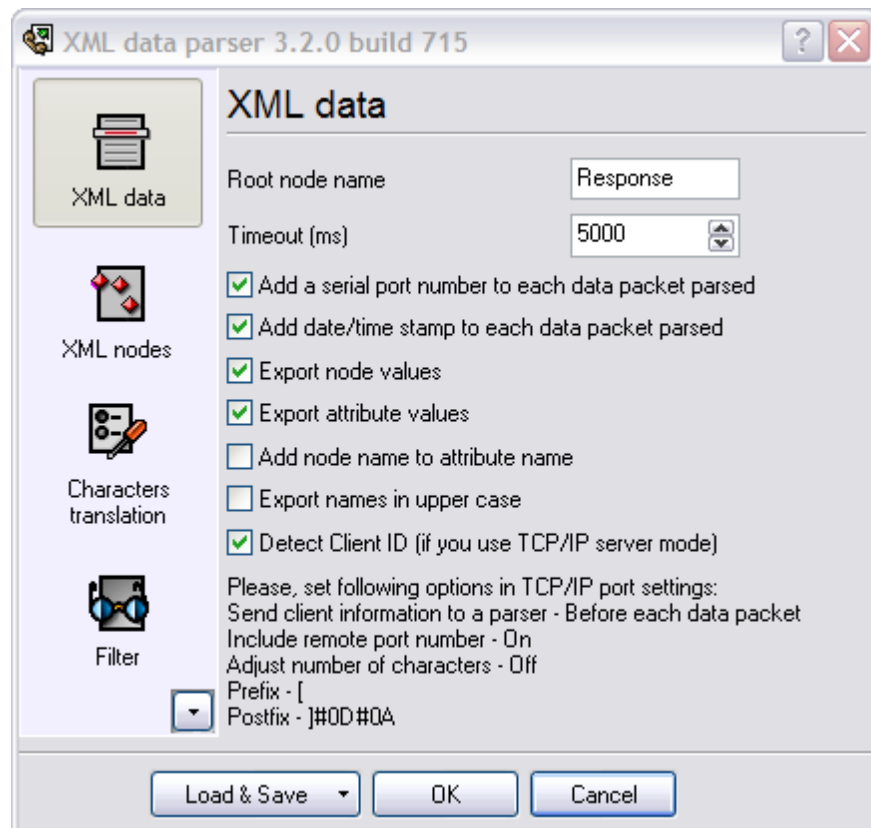 XML data parser 3.2.0 build 715
XML data
XML nodes
Characters
translation
Filter
XML data
Root node name
Response
Timeout (ms)
5000
Add a serial port number to each data packet parsed
Add date/time stamp to each data packet parsed
Export node values
Export attribute values
Add node name to attribute name
Export names in upper case
Detect Client ID (if you use TCP/IP server mode)
Please, set following options in TCP/IP port settings:
Send client information to a parser - Before each data packet
Include remote port number - On
Adjust number of characters - Off
Prefix - [
Postfix - ]#0D#0A
Load & Save
OK
Cancel